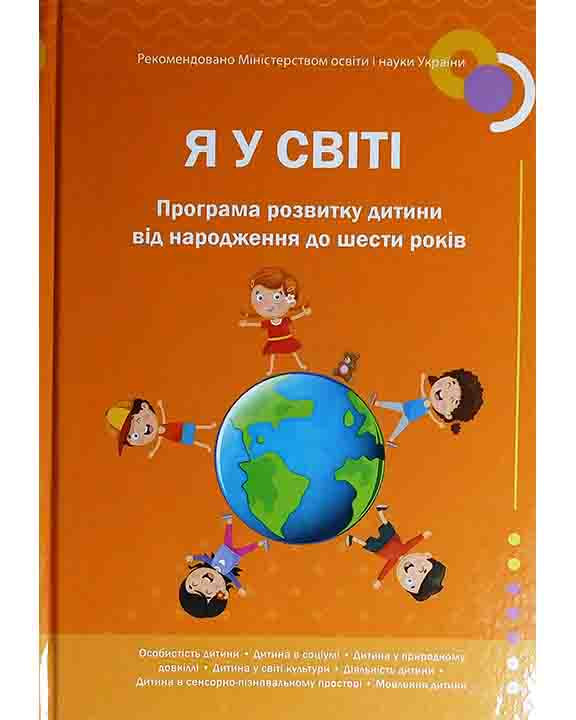 Рекомендовано Міністерством освіти і науки України
Я У СВІТІ
Програма розвитку дитини
від народження до шести років
Особистість дитини • Дитина в соціумі • Дитина у природному
довкіллі • Дитина у світі культури • Діяльність дитини •
Дитина в сенсорно-пізнавальному просторі • Мовлення дитини